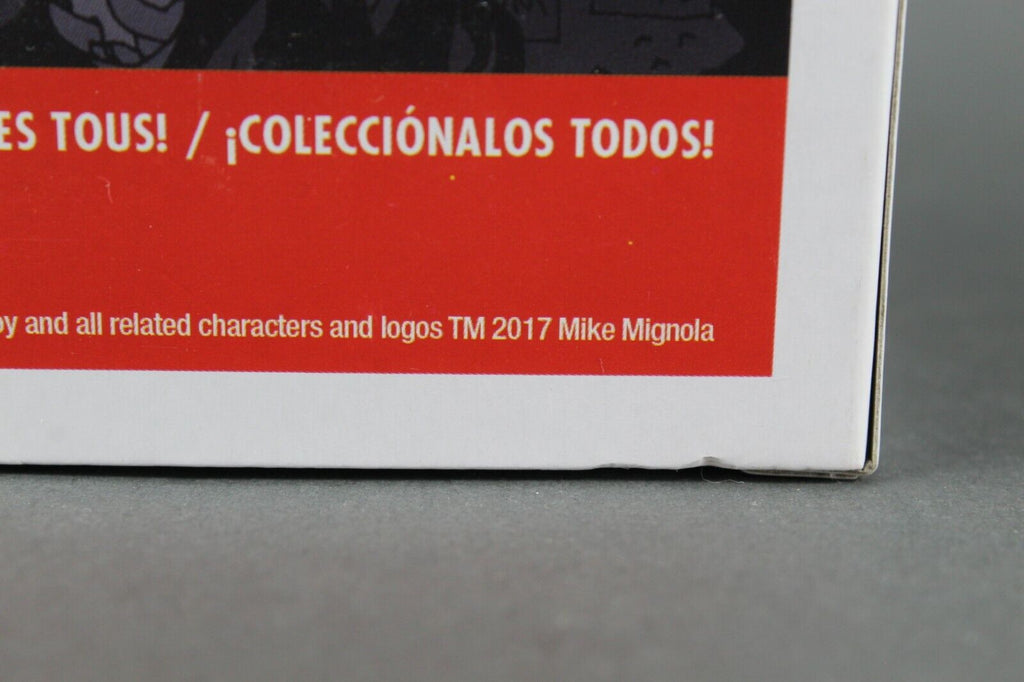 ES TOUS! / ¡COLECCIÓNALOS TODOS!
y and all related characters and logos TM 2017 Mike Mignola